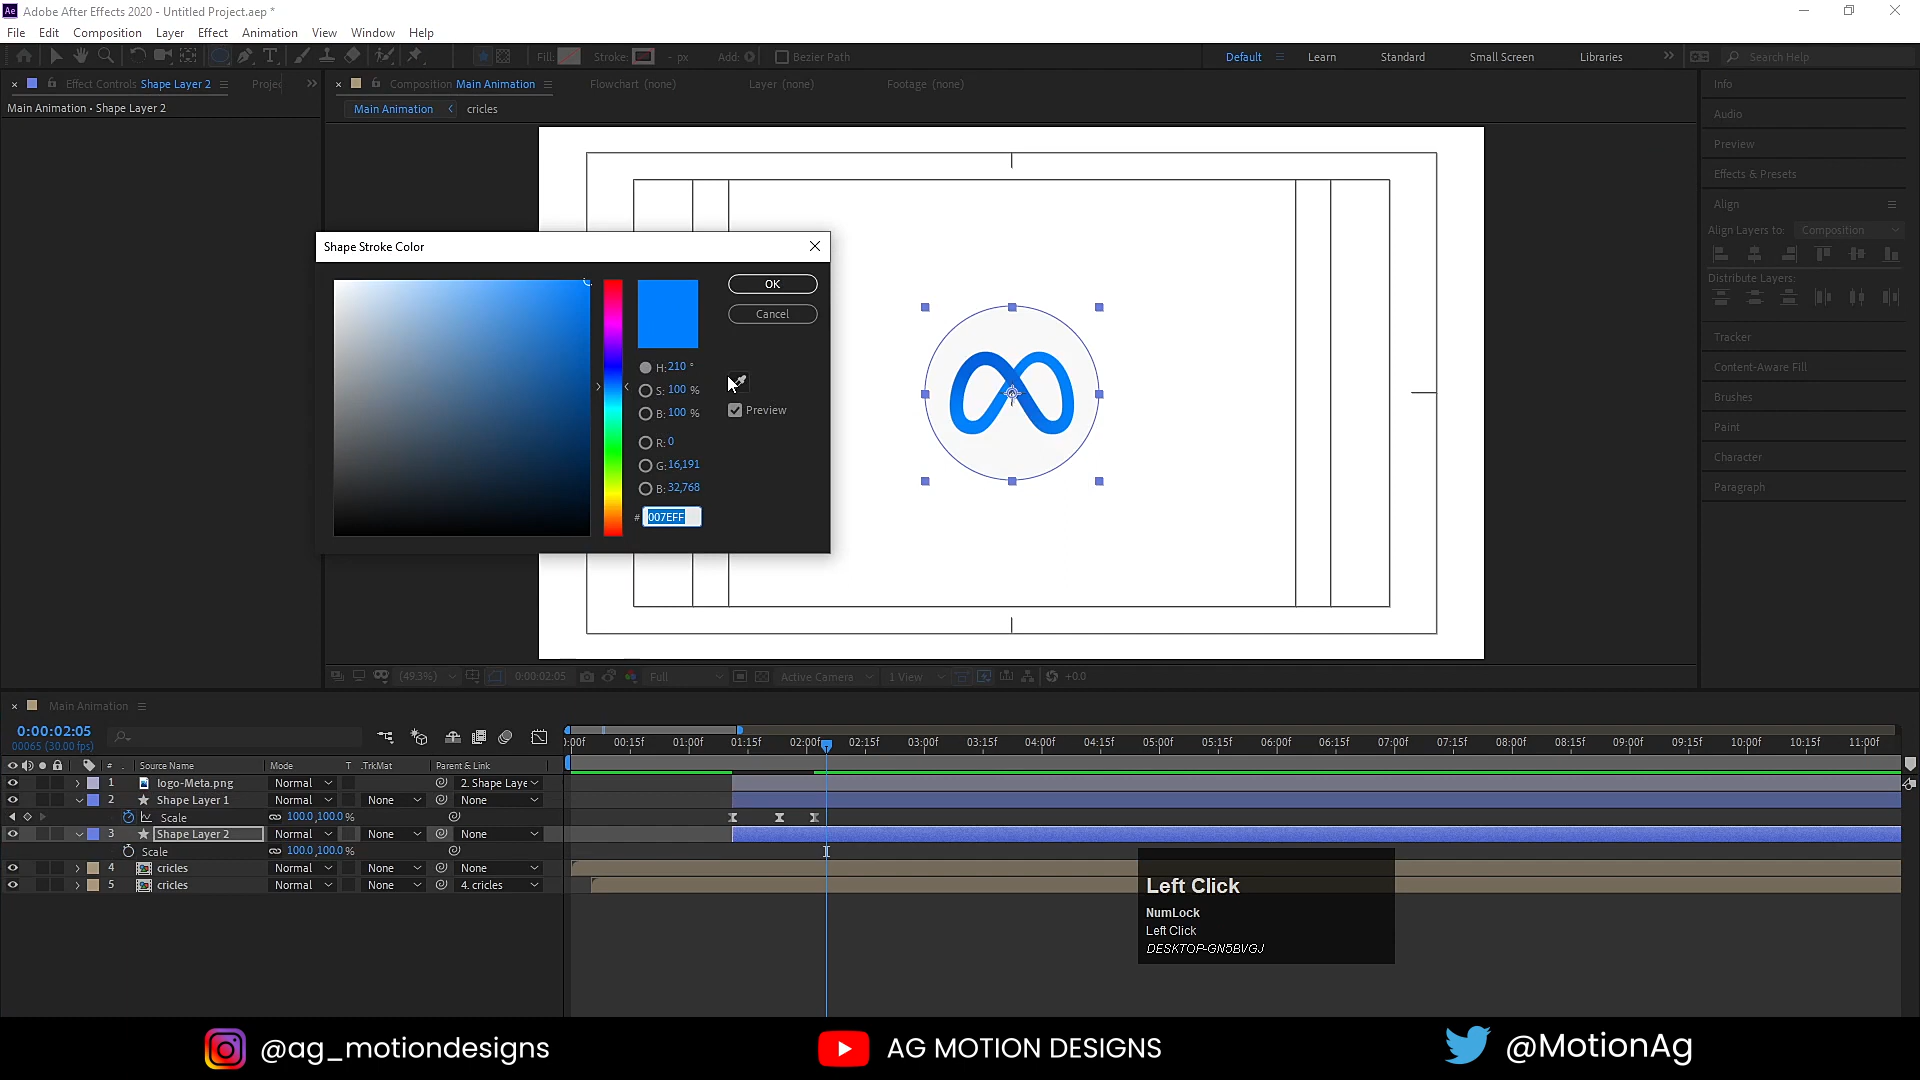 Ae Adobe After Effects 2020 - Untitled Project.aep *
File Edit Composition Layer Effect Animation View Window Help
Fill: Stroke: - px Add: Bezier Path Default Learn Standard Small Screen Libraries Search Help
Effect Controls Shape Layer 2 Projec Composition Main Animation Flowchart (none) Layer (none) Footage (none) Info
Main Animation • Shape Layer 2
Main Animation cricles
Audio
Preview
Effects & Presets
Align
Align Layers to: Composition
Distribute Layers:
Tracker
Content-Aware Fill
Brushes
Paint
Character
Paragraph
Shape Stroke Color
OK
Cancel
H: 210 °
S: 100 %
B: 100 %
Preview
R: 0
G: 16,191
B: 32,768
# 007EFF
(49.3%) 0:00:02:05 Full Active Camera 1 View +0.0
Main Animation
0:00:02:05
00065 (30.00 fps)
:00f 00:15f 01:00f 01:15f 02:00f 02:15f 03:00f 03:15f 04:00f 04:15f 05:00f 05:15f 06:00f 06:15f 07:00f 07:15f 08:00f 08:15f 09:00f 09:15f 10:00f 10:15f 11:00f
# Source Name Mode T .TrkMat Parent & Link
1 logo-Meta.png Normal 2. Shape Laye
2 Shape Layer 1 Normal None None
Scale 100.0,100.0 %
3 Shape Layer 2 Normal None None
Scale 100.0,100.0 %
4 cricles Normal None None
5 cricles Normal None 4. cricles
Left Click
NumLock
Left Click
DESKTOP-GN5BVGJ
@ag_motiondesigns AG MOTION DESIGNS @MotionAg